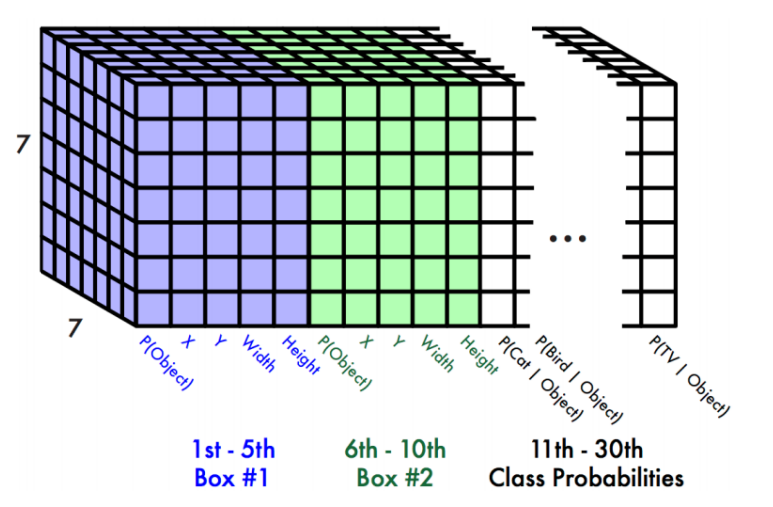 7
7
P(Object)
X
Y
Width
Height
P(Object)
X
Y
Width
Height
P(Cat | Object)
P(Bird | Object)
...
P(TV | Object)
1st - 5th
Box #1
6th - 10th
Box #2
11th - 30th
Class Probabilities